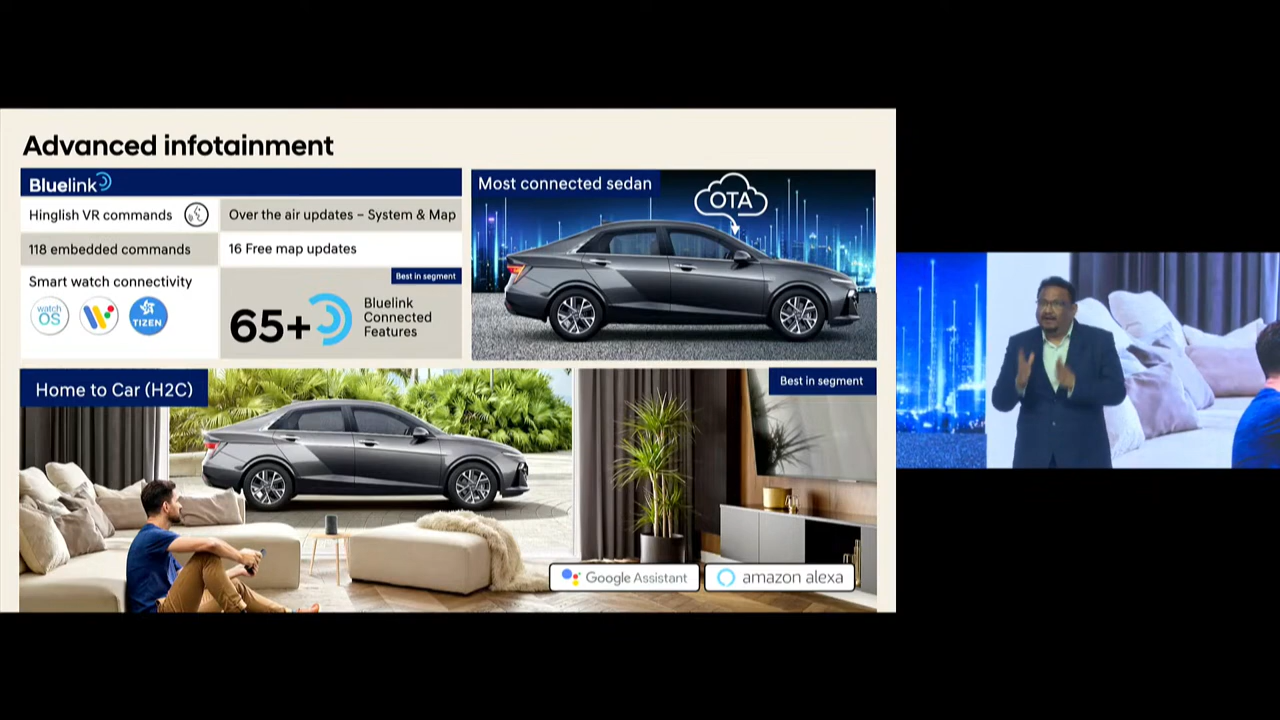 Advanced infotainment
Bluelink
Hinglish VR commands
Over the air updates – System & Map
118 embedded commands
16 Free map updates
Smart watch connectivity
watch
OS
TIZEN
Best in segment
65+
Bluelink
Connected
Features
Most connected sedan
OTA
Home to Car (H2C)
Best in segment
Google Assistant
amazon alexa